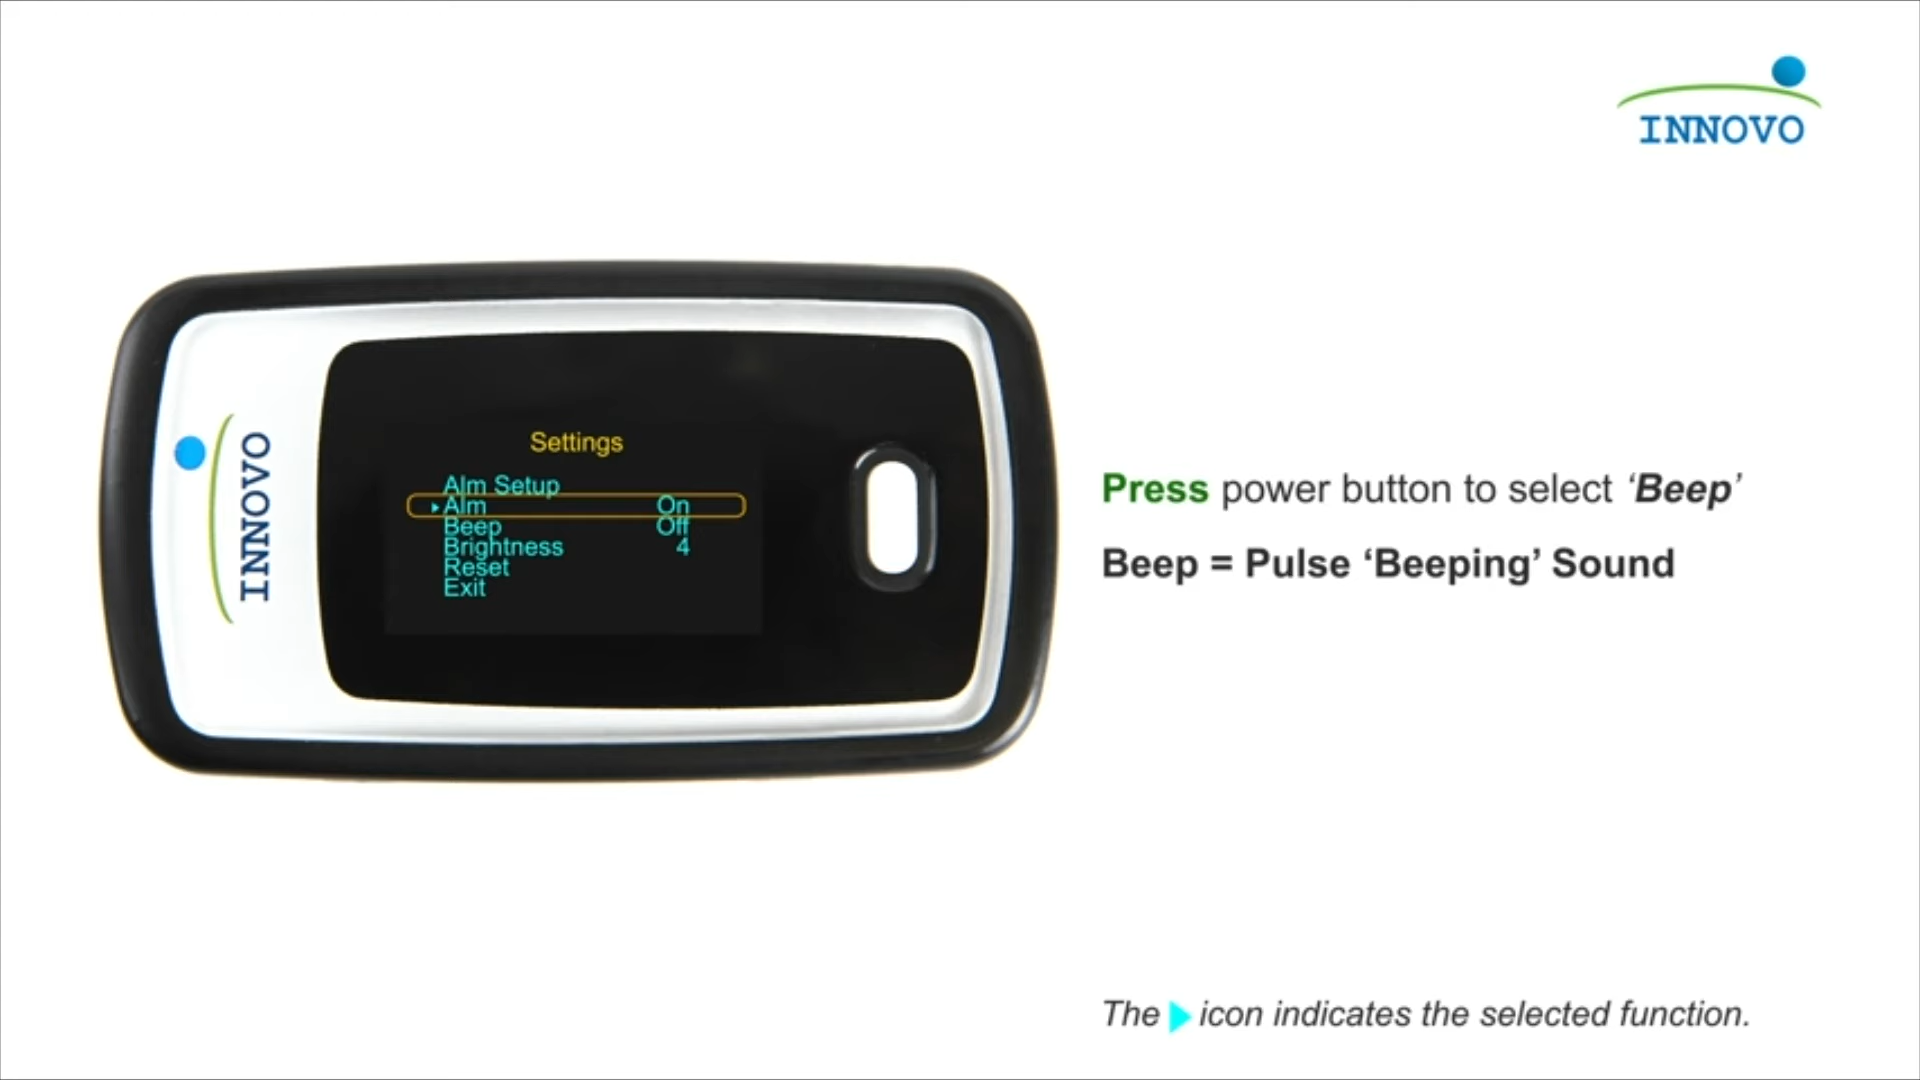 INNOVO
INNOVO
Settings
Alm Setup
Alm On
Beep Off
Brightness 4
Reset
Exit
Press power button to select ‘Beep’
Beep = Pulse ‘Beeping’ Sound
The icon indicates the selected function.